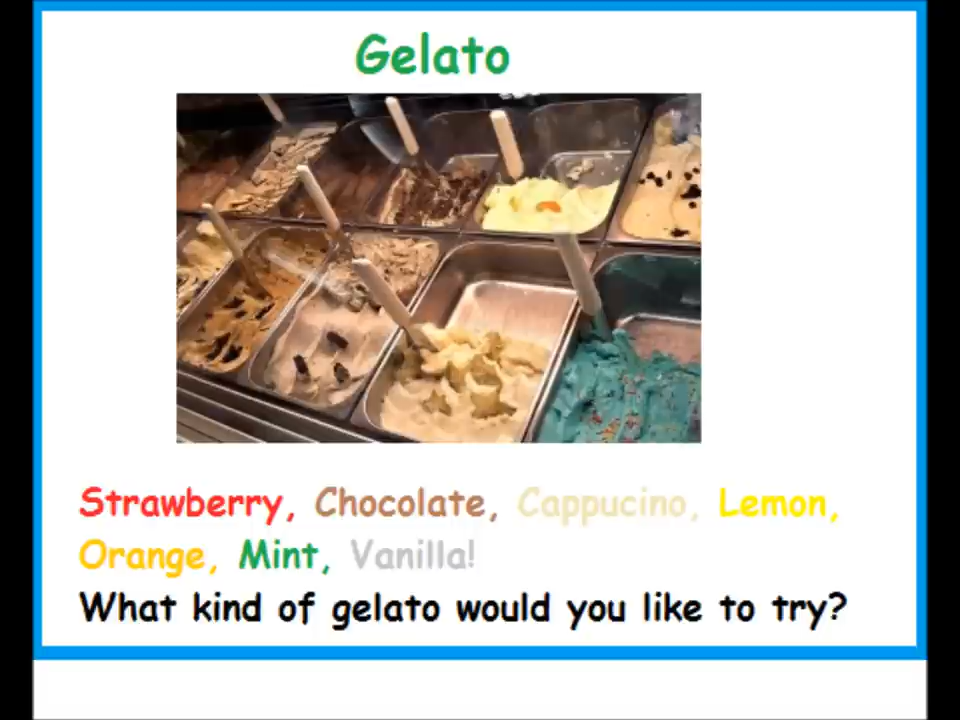 Gelato
Strawberry, Chocolate, Cappucino, Lemon,
Orange, Mint, Vanilla!
What kind of gelato would you like to try?